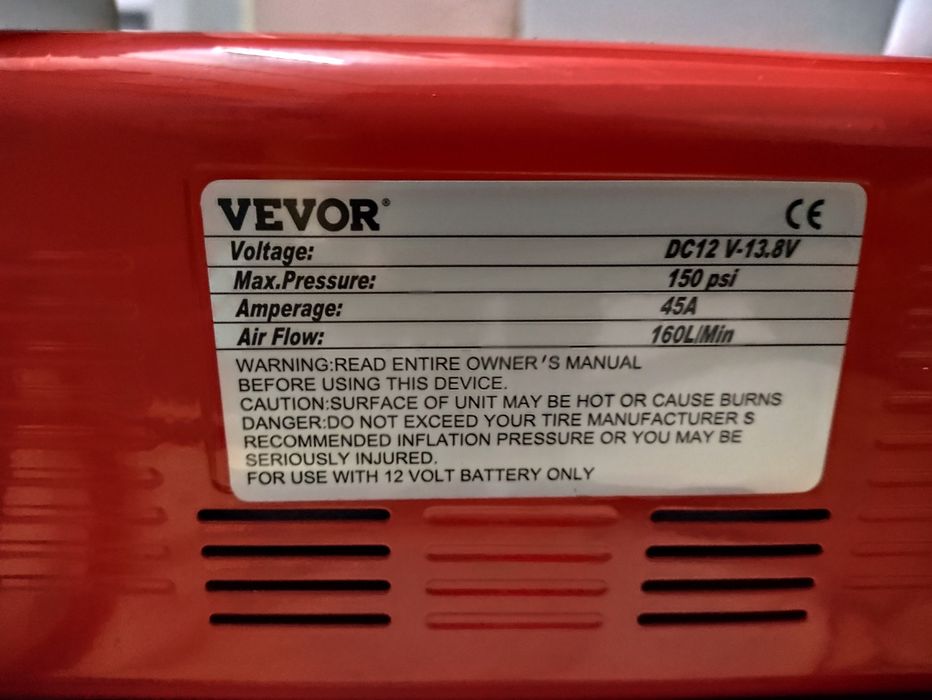 VEVOR® CE
Voltage: DC12 V-13.8V
Max.Pressure: 150 psi
Amperage: 45A
Air Flow: 160L/Min
WARNING:READ ENTIRE OWNER'S MANUAL
BEFORE USING THIS DEVICE.
CAUTION:SURFACE OF UNIT MAY BE HOT OR CAUSE BURNS
DANGER:DO NOT EXCEED YOUR TIRE MANUFACTURER S
RECOMMENDED INFLATION PRESSURE OR YOU MAY BE
SERIOUSLY INJURED.
FOR USE WITH 12 VOLT BATTERY ONLY